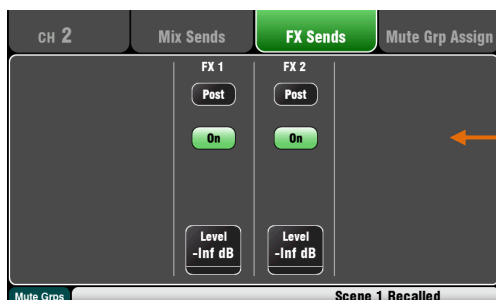 CH 2 Mix Sends FX Sends Mute Grp Assign
FX 1 FX 2
Post Post
On On
Level Level
-Inf dB -Inf dB
Mute Grps Scene 1 Recalled